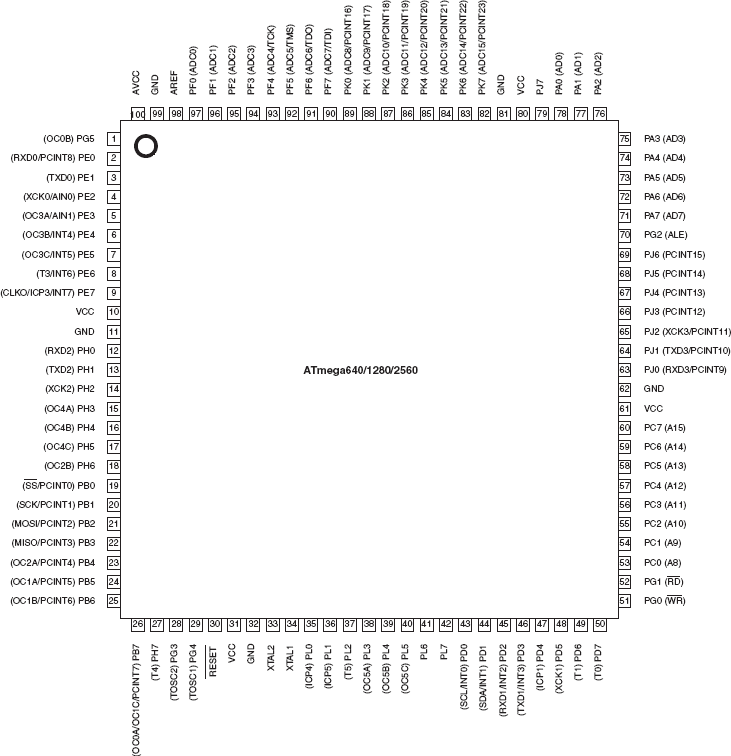 AVCC
GND
AREF
PF0 (ADC0)
PF1 (ADC1)
PF2 (ADC2)
PF3 (ADC3)
PF4 (ADC4/TCK)
PF5 (ADC5/TMS)
PF6 (ADC6/TDO)
PF7 (ADC7/TDI)
PK0 (ADC8/PCINT16)
PK1 (ADC9/PCINT17)
PK2 (ADC10/PCINT18)
PK3 (ADC11/PCINT19)
PK4 (ADC12/PCINT20)
PK5 (ADC13/PCINT21)
PK6 (ADC14/PCINT22)
PK7 (ADC15/PCINT23)
GND
VCC
PJ7
PA0 (AD0)
PA1 (AD1)
PA2 (AD2)
100 99 98 97 96 95 94 93 92 91 90 89 88 87 86 85 84 83 82 81 80 79 78 77 76
(OC0B) PG5 1
(RXD0/PCINT8) PE0 2
(TXD0) PE1 3
(XCK0/AIN0) PE2 4
(OC3A/AIN1) PE3 5
(OC3B/INT4) PE4 6
(OC3C/INT5) PE5 7
(T3/INT6) PE6 8
(CLKO/ICP3/INT7) PE7 9
VCC 10
GND 11
(RXD2) PH0 12
(TXD2) PH1 13
(XCK2) PH2 14
(OC4A) PH3 15
(OC4B) PH4 16
(OC4C) PH5 17
(OC2B) PH6 18
(SS/PCINT0) PB0 19
(SCK/PCINT1) PB1 20
(MOSI/PCINT2) PB2 21
(MISO/PCINT3) PB3 22
(OC2A/PCINT4) PB4 23
(OC1A/PCINT5) PB5 24
(OC1B/PCINT6) PB6 25
ATmega640/1280/2560
75 PA3 (AD3)
74 PA4 (AD4)
73 PA5 (AD5)
72 PA6 (AD6)
71 PA7 (AD7)
70 PG2 (ALE)
69 PJ6 (PCINT15)
68 PJ5 (PCINT14)
67 PJ4 (PCINT13)
66 PJ3 (PCINT12)
65 PJ2 (XCK3/PCINT11)
64 PJ1 (TXD3/PCINT10)
63 PJ0 (RXD3/PCINT9)
62 GND
61 VCC
60 PC7 (A15)
59 PC6 (A14)
58 PC5 (A13)
57 PC4 (A12)
56 PC3 (A11)
55 PC2 (A10)
54 PC1 (A9)
53 PC0 (A8)
52 PG1 (RD)
51 PG0 (WR)
26 27 28 29 30 31 32 33 34 35 36 37 38 39 40 41 42 43 44 45 46 47 48 49 50
(OC0A/OC1C/PCINT7) PB7
(T4) PH7
(TOSC2) PG3
(TOSC1) PG4
RESET
VCC
GND
XTAL2
XTAL1
(ICP4) PL0
(ICP5) PL1
(T5) PL2
(OC5A) PL3
(OC5B) PL4
(OC5C) PL5
PL6
PL7
(SCL/INT0) PD0
(SDA/INT1) PD1
(RXD1/INT2) PD2
(TXD1/INT3) PD3
(ICP1) PD4
(XCK1) PD5
(T1) PD6
(T0) PD7